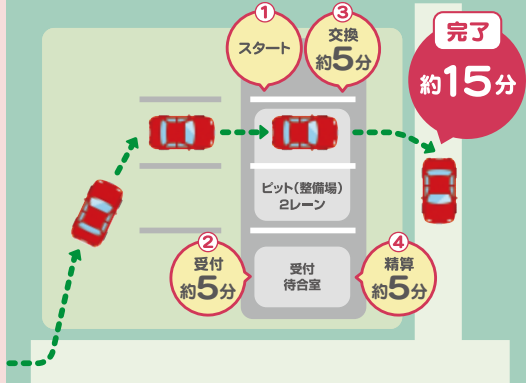 ①
スタート
③
交換
約5分
完了
約15分
ピット(整備場)
2レーン
②
受付
約5分
受付
待合室
④
精算
約5分